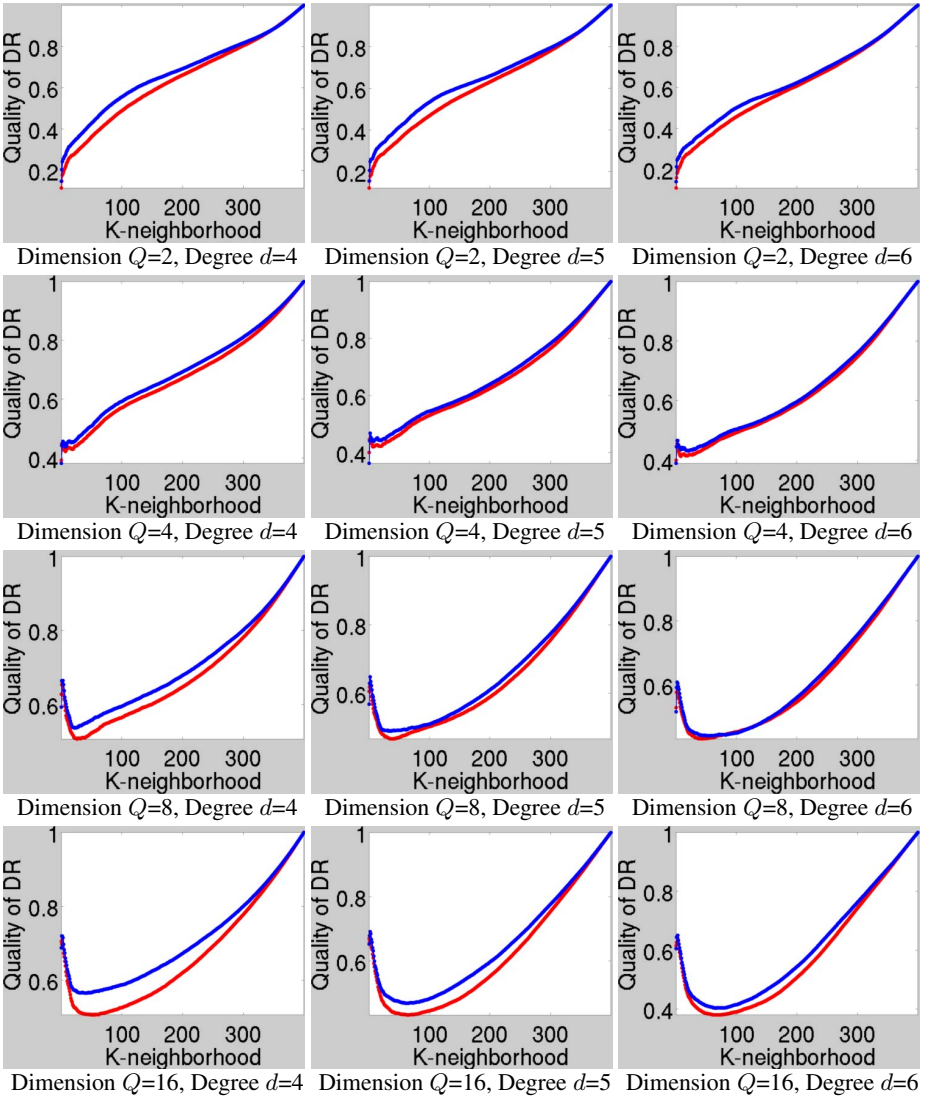 Quality of DR
0.8
0.6
0.4
0.2
100 200 300
K-neighborhood
Dimension Q=2, Degree d=4
Quality of DR
0.8
0.6
0.4
0.2
100 200 300
K-neighborhood
Dimension Q=2, Degree d=5
Quality of DR
0.8
0.6
0.4
0.2
100 200 300
K-neighborhood
Dimension Q=2, Degree d=6
Quality of DR
1
0.8
0.6
0.4
100 200 300
K-neighborhood
Dimension Q=4, Degree d=4
Quality of DR
1
0.8
0.6
0.4
100 200 300
K-neighborhood
Dimension Q=4, Degree d=5
Quality of DR
1
0.8
0.6
0.4
100 200 300
K-neighborhood
Dimension Q=4, Degree d=6
Quality of DR
1
0.8
0.6
100 200 300
K-neighborhood
Dimension Q=8, Degree d=4
Quality of DR
1
0.8
0.6
100 200 300
K-neighborhood
Dimension Q=8, Degree d=5
Quality of DR
1
0.8
0.6
100 200 300
K-neighborhood
Dimension Q=8, Degree d=6
Quality of DR
1
0.8
0.6
100 200 300
K-neighborhood
Dimension Q=16, Degree d=4
Quality of DR
1
0.8
0.6
100 200 300
K-neighborhood
Dimension Q=16, Degree d=5
Quality of DR
1
0.8
0.6
0.4
100 200 300
K-neighborhood
Dimension Q=16, Degree d=6